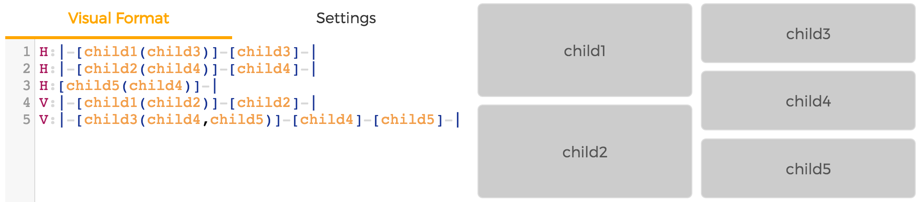 Visual Format
Settings
1 H:|-[child1(child3)]-[child3]-|
2 H:|-[child2(child4)]-[child4]-|
3 H:[child5(child4)]-|
4 V:|-[child1(child2)]-[child2]-|
5 V:|-[child3(child4,child5)]-[child4]-[child5]-|
child1
child2
child3
child4
child5